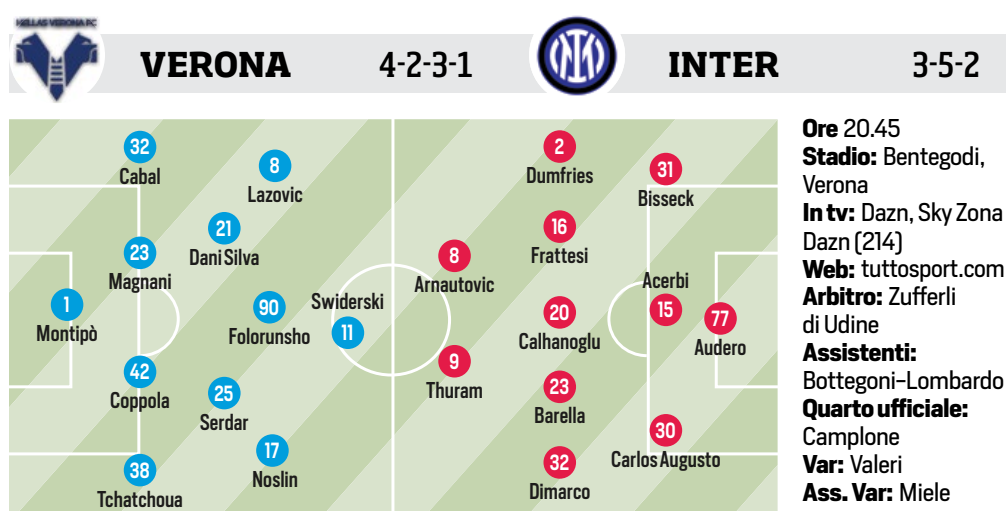 HELLAS VERONA FC
VERONA 4-2-3-1
INTER 3-5-2
32
Cabal
8
Lazovic
21
Dani Silva
23
Magnani
1
Montipò
90
Folorunsho
Swiderski
11
42
Coppola
25
Serdar
17
Noslin
38
Tchatchoua
2
Dumfries
31
Bisseck
16
Frattesi
8
Arnautovic
Acerbi
15
20
Calhanoglu
77
Audero
9
Thuram
23
Barella
30
Carlos Augusto
32
Dimarco
Ore 20.45
Stadio: Bentegodi,
Verona
In tv: Dazn, Sky Zona
Dazn (214)
Web: tuttosport.com
Arbitro: Zufferli
di Udine
Assistenti:
Bottegoni-Lombardo
Quarto ufficiale:
Camplone
Var: Valeri
Ass. Var: Miele